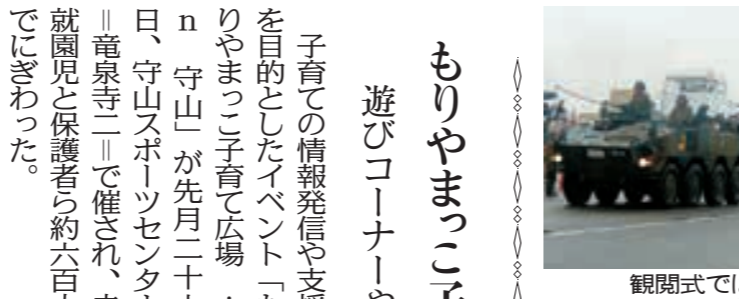 観閲式では
もりやまっこ子
遊びコーナーや
子育ての情報発信や支援
を目的としたイベント「も
りやまっこ子育て広場 i
n 守山」が先月二十
日、守山スポーツセンター
＝竜泉寺二＝で催され、未
就園児と保護者ら約六百人
でにぎわった。